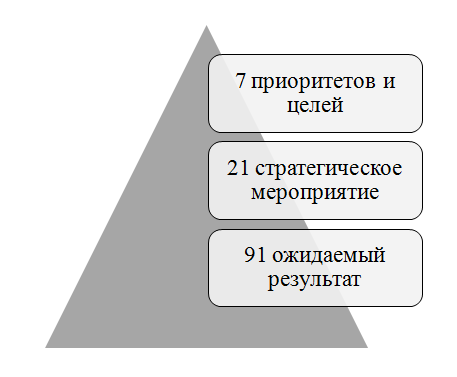 7 приоритетов и
целей
21 стратегическое
мероприятие
91 ожидаемый
результат